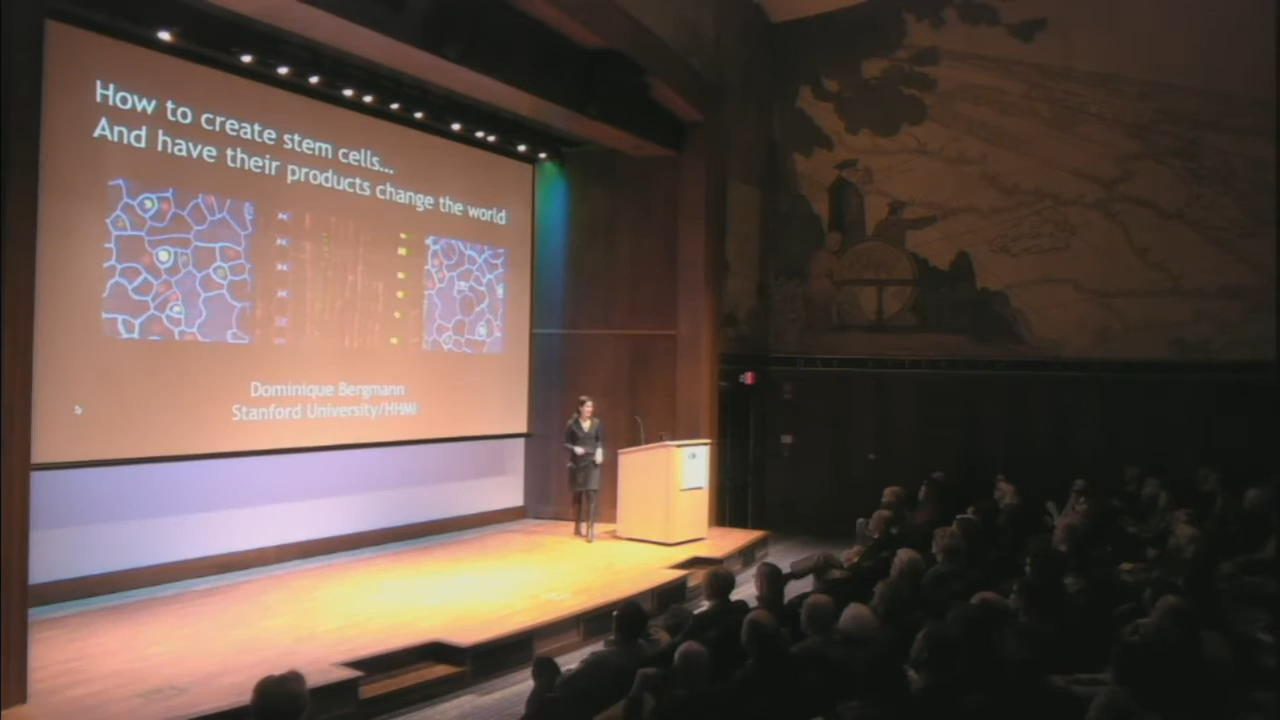 How to create stem cells...
And have their products change the world
Dominique Bergmann
Stanford University/HHMI